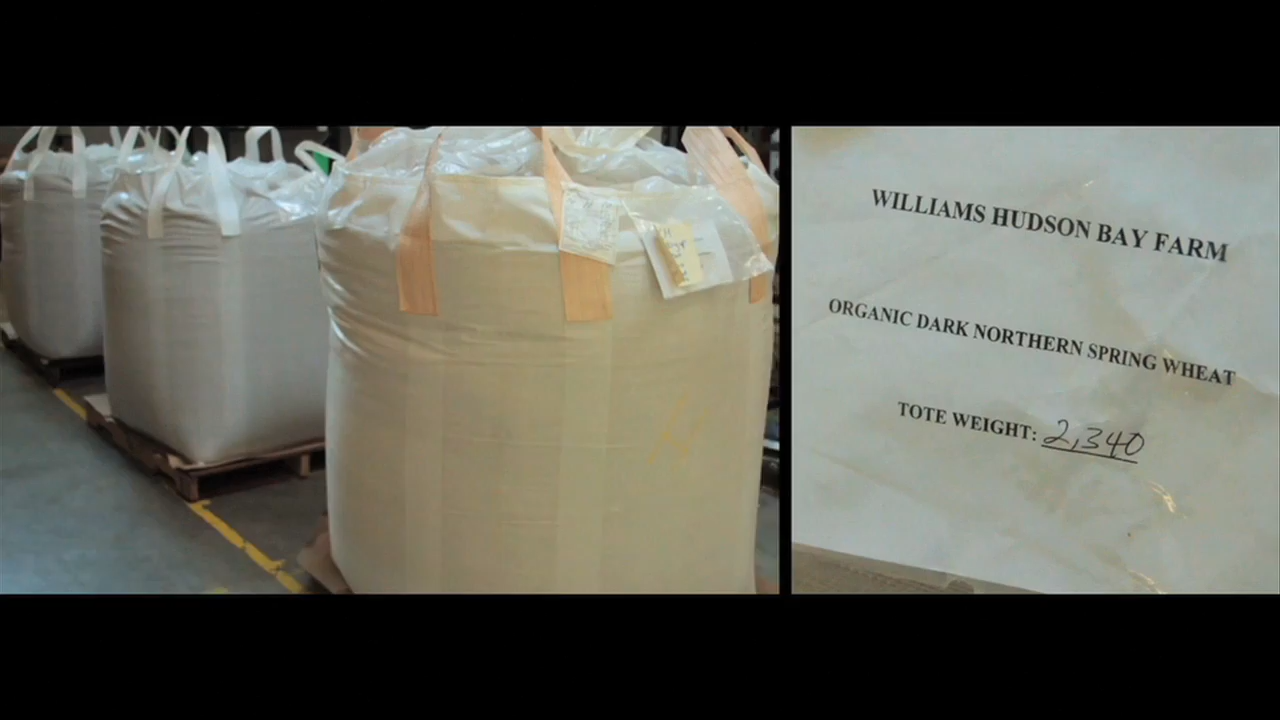 WILLIAMS HUDSON BAY FARM
ORGANIC DARK NORTHERN SPRING WHEAT
TOTE WEIGHT: 2,340